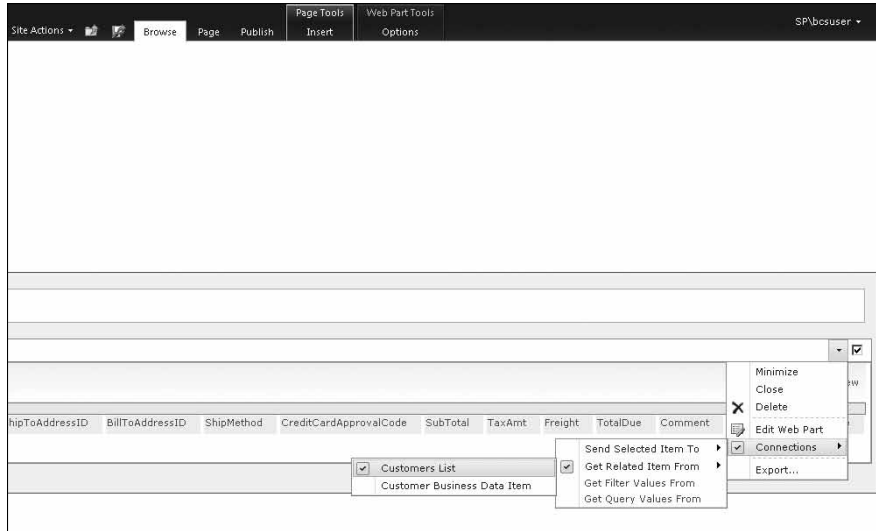 Page Tools Web Part Tools
SP\bcsuser
Site Actions Browse Page Publish Insert Options
Minimize
Close
ew
Delete
hipToAddressID BillToAddressID ShipMethod CreditCardApprovalCode SubTotal TaxAmt Freight TotalDue Comment
Edit Web Part
Send Selected Item To Connections
Customers List Get Related Item From Export...
Customer Business Data Item Get Filter Values From
Get Query Values From